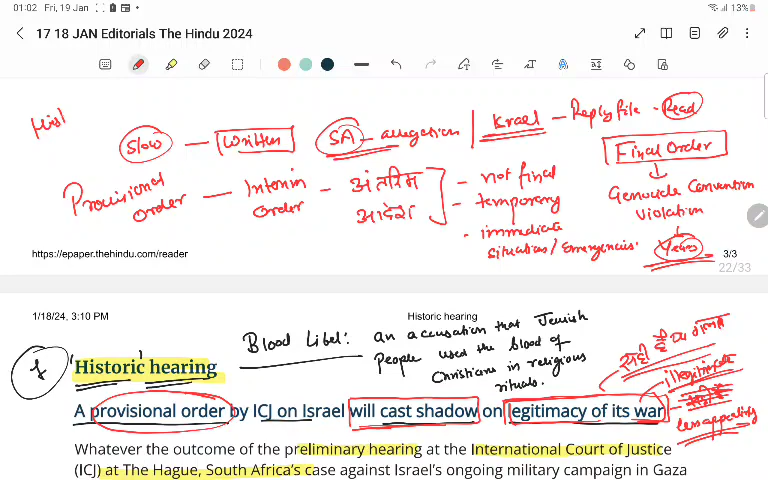 01:02 Fri, 19 Jan 13%
17 18 JAN Editorials The Hindu 2024
Hist
Slow — Written SA — allegation | Israel — Reply file - Read
Final Order
Provisional Order — Interim Order — अंतरिम आदेश
- not final
- temporary
- immediate situations/Emergencies.
Genocide Convention Violation
Years
https://epaper.thehindu.com/reader 3/3
22/33
1/18/24, 3:10 PM Historic hearing
Blood Libel: an accusation that Jewish
People used the blood of
Christians in religious
rituals.
'Historic' hearing
सही है या गलत
illegitimate
A provisional order by ICJ on Israel will cast shadow on legitimacy of its war
Whatever the outcome of the preliminary hearing at the International Court of Justice
(ICJ) at The Hague, South Africa's case against Israel's ongoing military campaign in Gaza